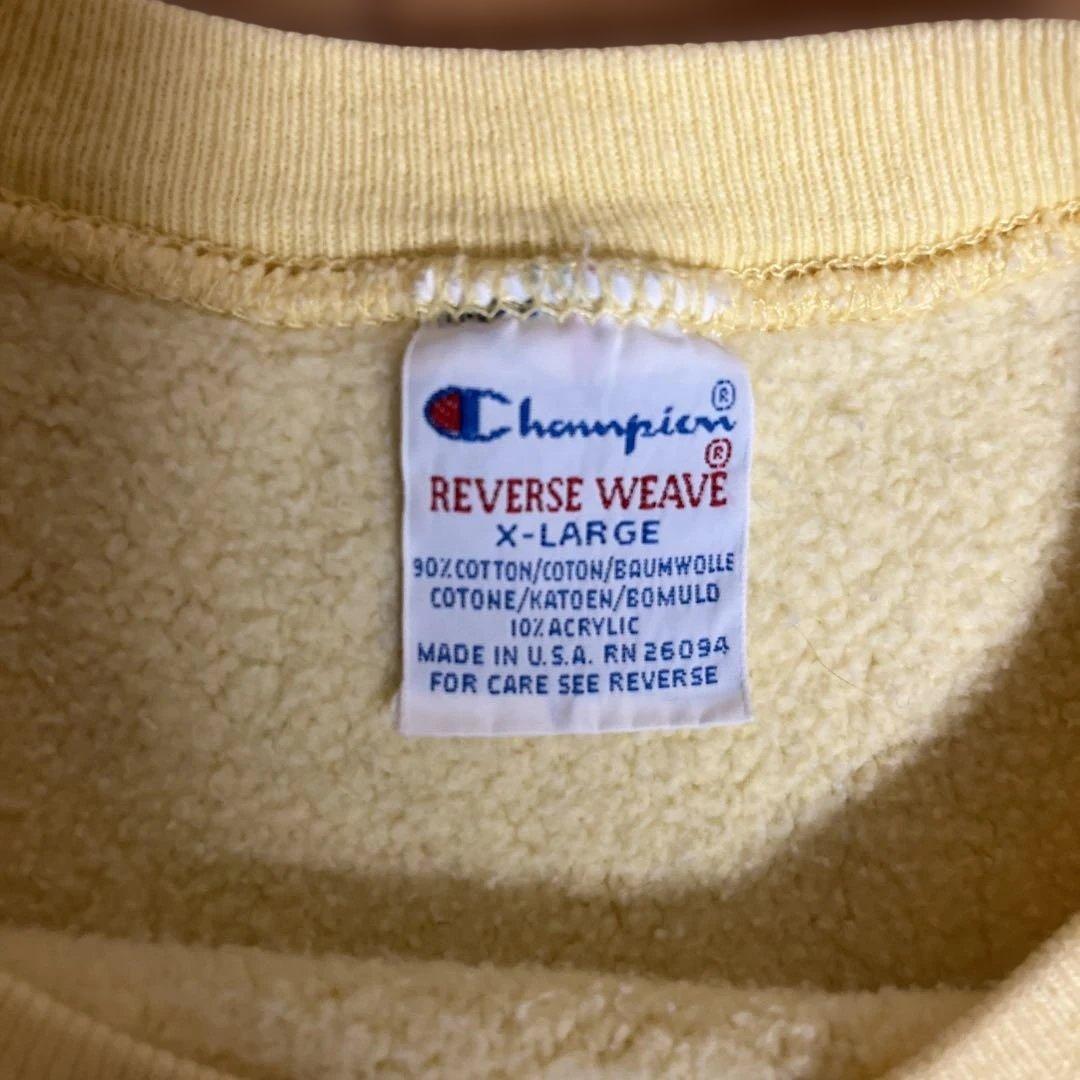 Champion®
REVERSE WEAVE®
X-LARGE
90% COTTON/COTON/BAUMWOLLE
COTONE/KATOEN/BOMULD
10% ACRYLIC
MADE IN U.S.A. RN 26094
FOR CARE SEE REVERSE